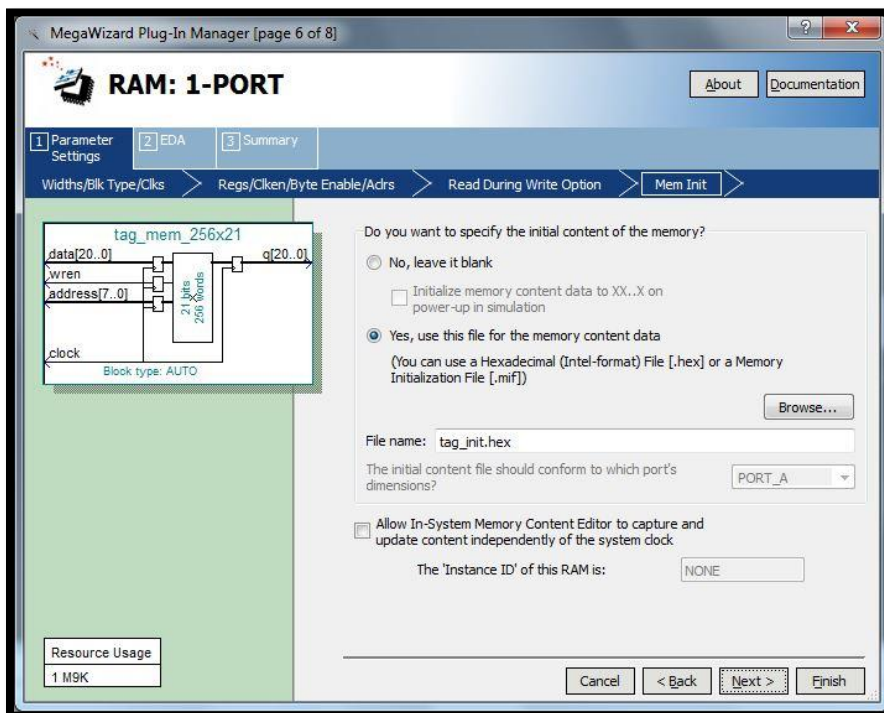 MegaWizard Plug-In Manager [page 6 of 8]
RAM: 1-PORT
About
Documentation
1 Parameter
Settings
2 EDA
3 Summary
Widths/Blk Type/Clks
Regs/Clken/Byte Enable/Aclrs
Read During Write Option
Mem Init
tag_mem_256x21
data[20..0]
q[20..0]
wren
address[7..0]
21 bits
256 words
clock
Block type: AUTO
Do you want to specify the initial content of the memory?
No, leave it blank
Initialize memory content data to XX..X on
power-up in simulation
Yes, use this file for the memory content data
(You can use a Hexadecimal (Intel-format) File [.hex] or a Memory
Initialization File [.mif])
Browse...
File name: tag_init.hex
The initial content file should conform to which port's
dimensions?
PORT_A
Allow In-System Memory Content Editor to capture and
update content independently of the system clock
The 'Instance ID' of this RAM is: NONE
Resource Usage
1 M9K
Cancel
< Back
Next >
Finish